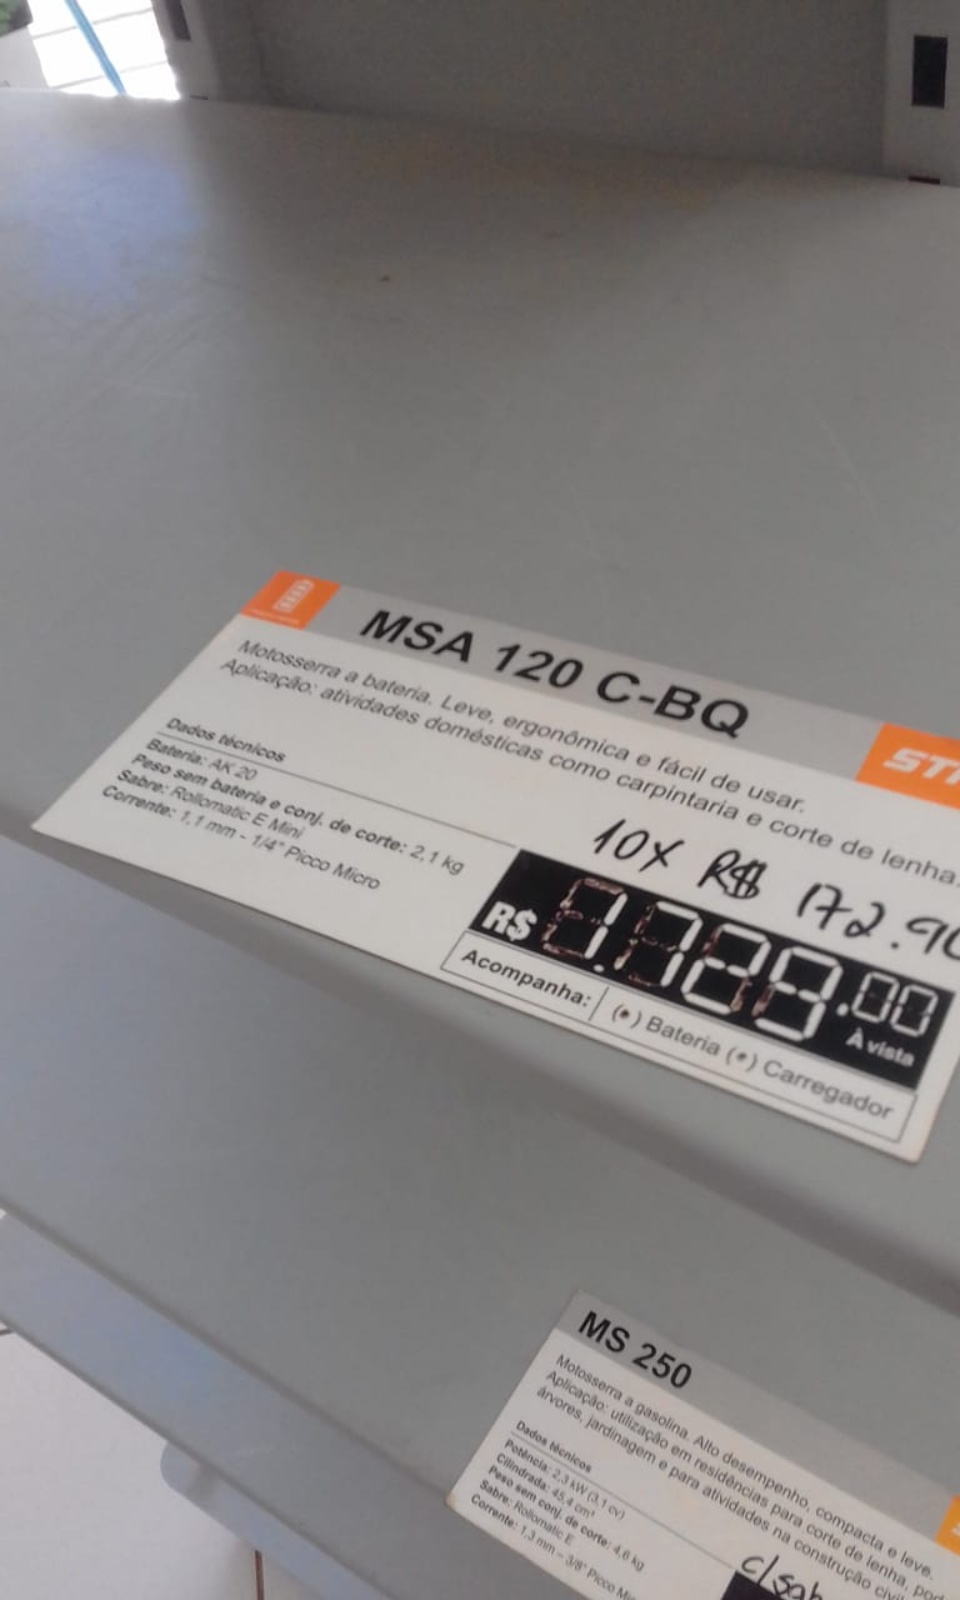 MSA 120 C-BQ
Motosserra a bateria. Leve, ergonômica e fácil de usar.
Aplicação: atividades domésticas como carpintaria e corte de lenha.
Dados técnicos
Bateria: AK 20
Peso sem bateria e conj. de corte: 2,1 kg
Sabre: Rollomatic E Mini
Corrente: 1,1 mm - 1/4" Picco Micro
10X R$ 172.90
R$ 1.729.00
À vista
Acompanha: (•) Bateria (•) Carregador
MS 250
Motosserra a gasolina. Alto desempenho, compacta e leve.
Aplicação: utilização em residências para corte de lenha,
árvores, jardinagem e para atividades na construção
Dados técnicos
Potência: 2,3 kW (3,1 cv)
Cilindrada: 45,4 cm³
Peso sem conj. de corte: 4,6 kg
Sabre: Rollomatic E
Corrente: 1,3 mm – 3/8" Picco